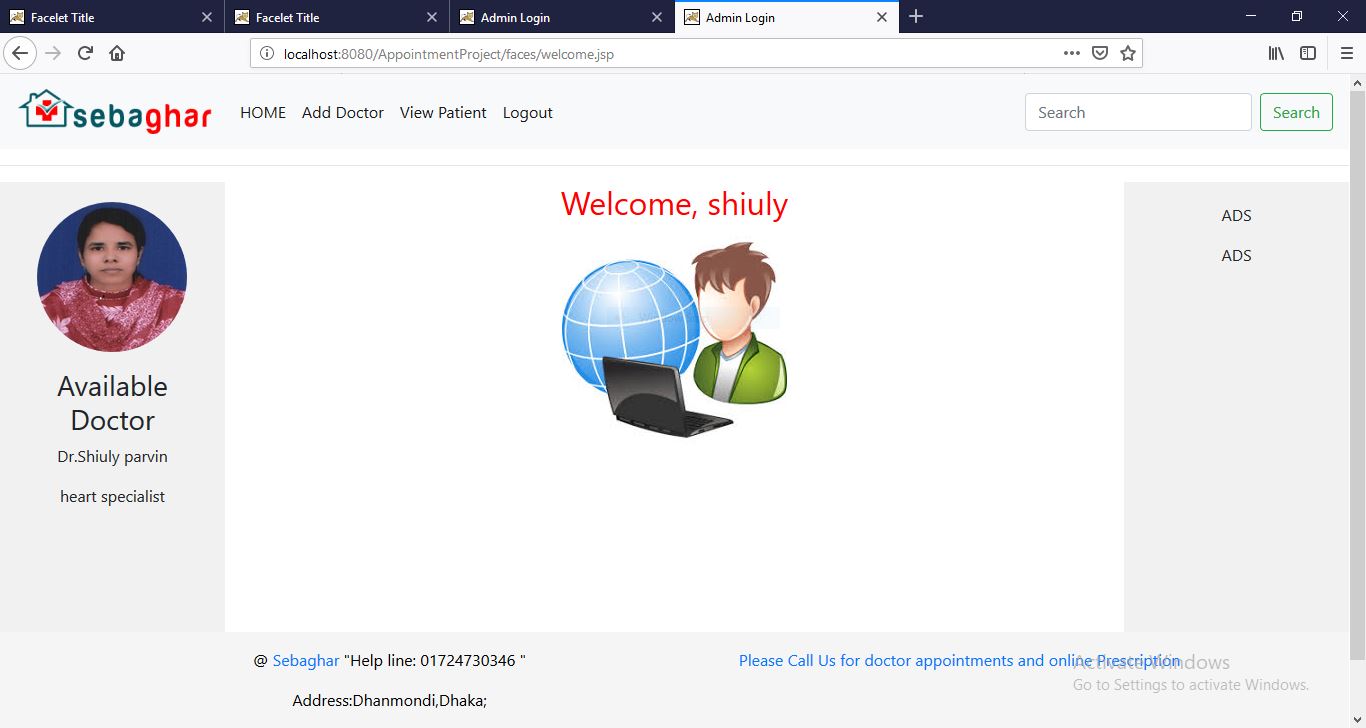 Facelet Title
Facelet Title
Admin Login
Admin Login
localhost:8080/AppointmentProject/faces/welcome.jsp
sebaghar
HOME Add Doctor View Patient Logout
Search
Search
Welcome, shiuly
Available
Doctor
Dr.Shiuly parvin
heart specialist
ADS
ADS
@ Sebaghar "Help line: 01724730346 "
Address:Dhanmondi,Dhaka;
Please Call Us for doctor appointments and online Prescription
Activate Windows
Go to Settings to activate Windows.